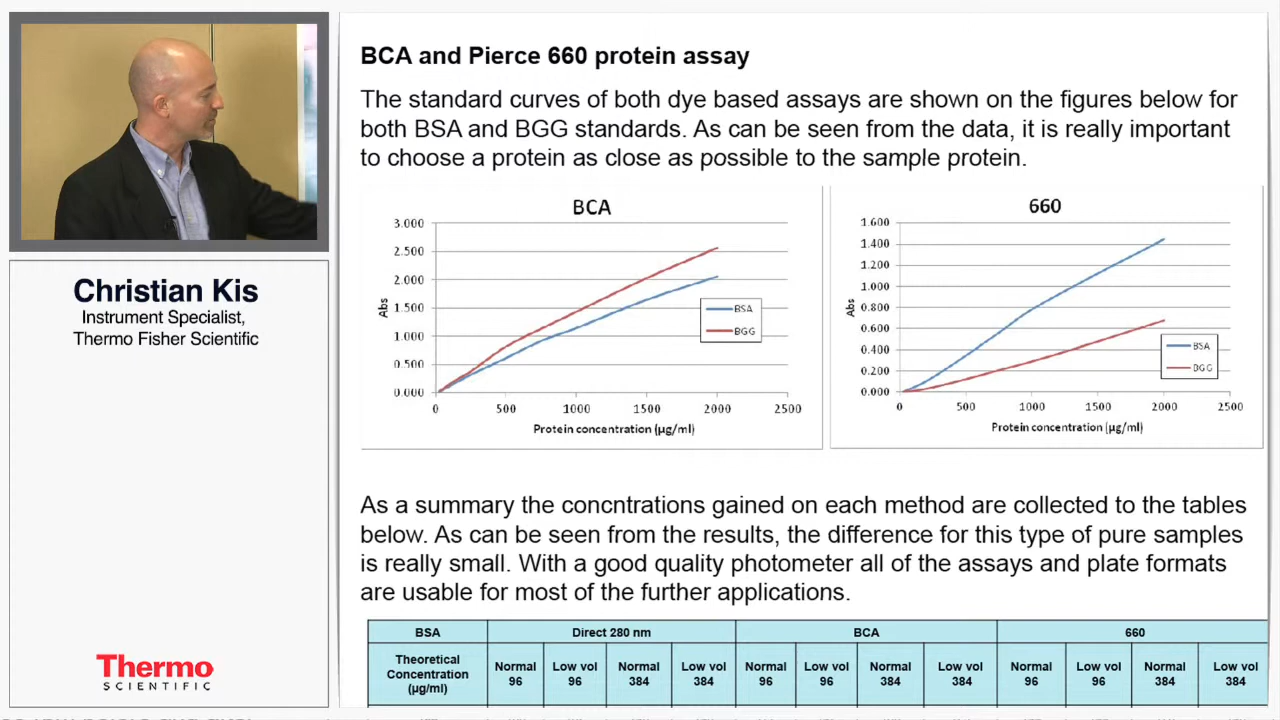 BCA and Pierce 660 protein assay
The standard curves of both dye based assays are shown on the figures below for
both BSA and BGG standards. As can be seen from the data, it is really important
to choose a protein as close as possible to the sample protein.
BCA
3.000
2.500
2.000
1.500
1.000
0.500
0.000
Abs
0 500 1000 1500 2000 2500
Protein concentration (µg/ml)
BSA
BGG
660
1.600
1.400
1.200
1.000
0.800
0.600
0.400
0.200
0.000
Abs
0 500 1000 1500 2000 2500
Protein concentration (µg/ml)
BSA
BGG
Christian Kis
Instrument Specialist,
Thermo Fisher Scientific
As a summary the concntrations gained on each method are collected to the tables
below. As can be seen from the results, the difference for this type of pure samples
is really small. With a good quality photometer all of the assays and plate formats
are usable for most of the further applications.
BSA Direct 280 nm BCA 660
Theoretical Concentration (µg/ml) Normal 96 Low vol 96 Normal 384 Low vol 384 Normal 96 Low vol 96 Normal 384 Low vol 384 Normal 96 Low vol 96 Normal 384 Low vol 384
Thermo
SCIENTIFIC